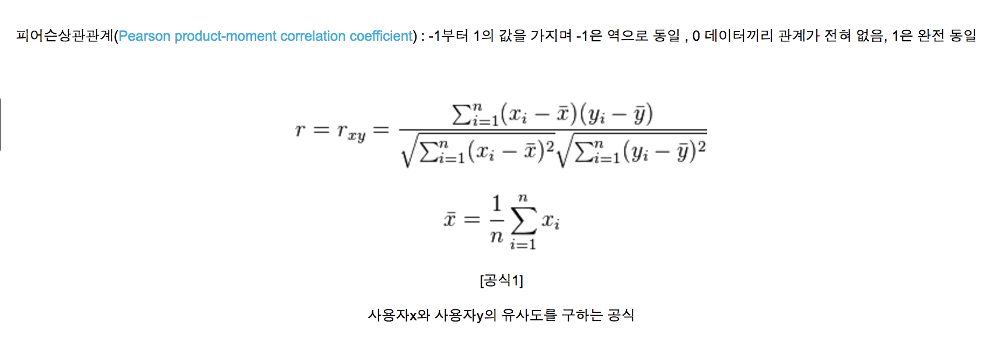 피어슨상관관계(Pearson product-moment correlation coefficient) : -1부터 1의 값을 가지며 -1은 역으로 동일 , 0 데이터끼리 관계가 전혀 없음, 1은 완전 동일
r = r_{xy} = \frac{\sum_{i=1}^{n}(x_i - \bar{x})(y_i - \bar{y})}{\sqrt{\sum_{i=1}^{n}(x_i - \bar{x})^2}\sqrt{\sum_{i=1}^{n}(y_i - \bar{y})^2}}
\bar{x} = \frac{1}{n}\sum_{i=1}^{n} x_i
[공식1]
사용자x와 사용자y의 유사도를 구하는 공식